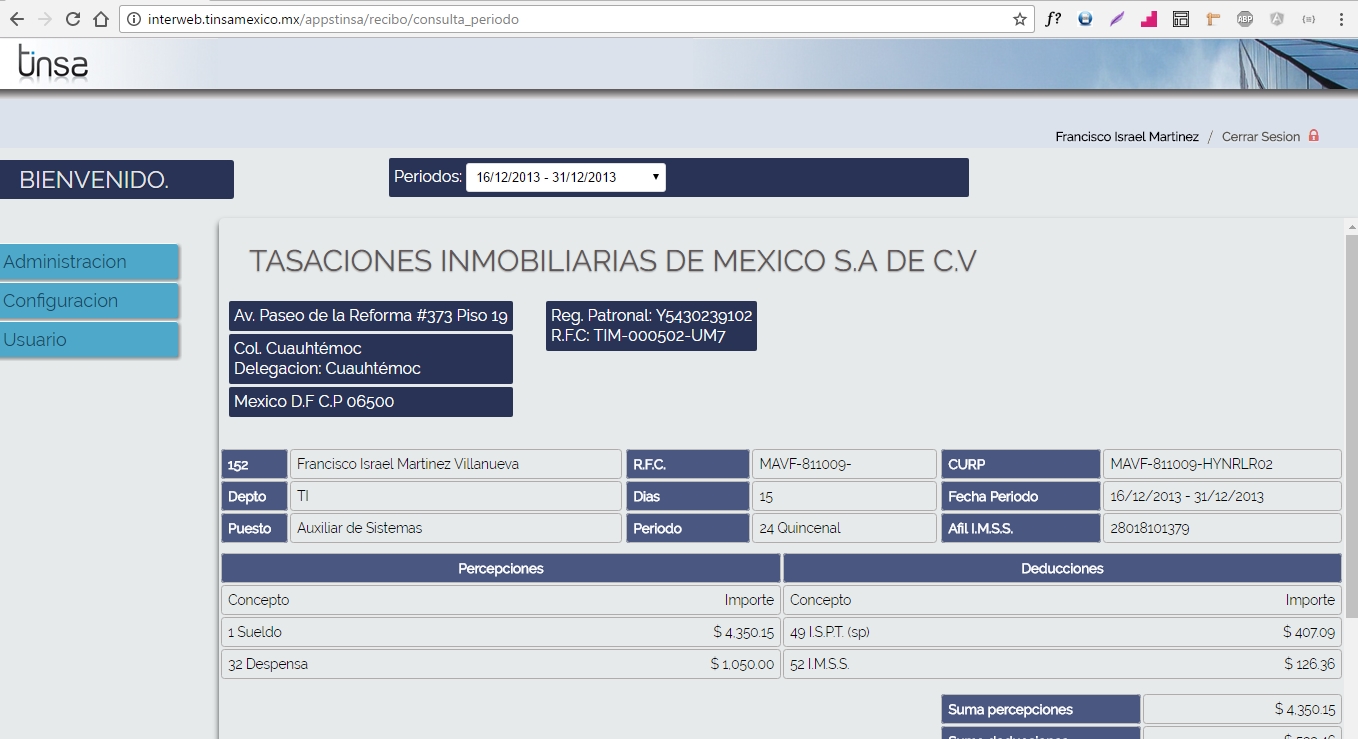 interweb.tinsamexico.mx/appstinsa/recibo/consulta_periodo
f?
ABP
tinsa
Francisco Israel Martinez / Cerrar Sesion
BIENVENIDO.
Periodos: 16/12/2013 - 31/12/2013
Administracion
Configuracion
Usuario
TASACIONES INMOBILIARIAS DE MEXICO S.A DE C.V
Av. Paseo de la Reforma #373 Piso 19
Col. Cuauhtémoc
Delegacion: Cuauhtémoc
Mexico D.F C.P 06500
Reg. Patronal: Y5430239102
R.F.C: TIM-000502-UM7
152 Francisco Israel Martinez Villanueva R.F.C. MAVF-811009- CURP MAVF-811009-HYNRLR02
Depto TI Dias 15 Fecha Periodo 16/12/2013 - 31/12/2013
Puesto Auxiliar de Sistemas Periodo 24 Quincenal Afil I.M.S.S. 28018101379
Percepciones Deducciones
Concepto Importe Concepto Importe
1 Sueldo $ 4,350.15 49 I.S.P.T. (sp) $ 407.09
32 Despensa $ 1,050.00 52 I.M.S.S. $ 126.36
Suma percepciones $ 4,350.15